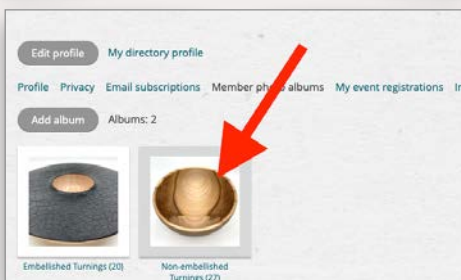 Edit profile My directory profile
Profile Privacy Email subscriptions Member photo albums My event registrations
Add album Albums: 2
Embellished Turnings (20) Non-embellished
Turnings (27)